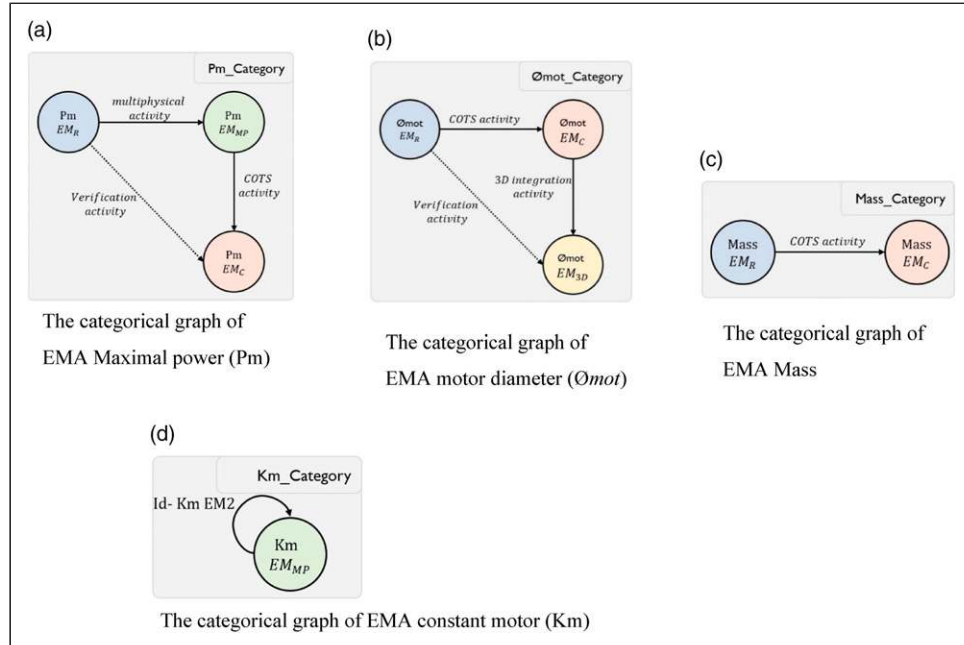 (a)
Pm_Category
Pm
EM_R
multiphysical
activity
Pm
EM_MP
Verification
activity
COTS
activity
Pm
EM_C
The categorical graph of
EMA Maximal power (Pm)
(b)
Ømot_Category
Ømot
EM_R
COTS activity
Ømot
EM_C
3D integration
activity
Verification
activity
Ømot
EM_3D
The categorical graph of
EMA motor diameter (Ømot)
(c)
Mass_Category
Mass
EM_R
COTS activity
Mass
EM_C
The categorical graph of
EMA Mass
(d)
Km_Category
Id- Km EM2
Km
EM_MP
The categorical graph of EMA constant motor (Km)